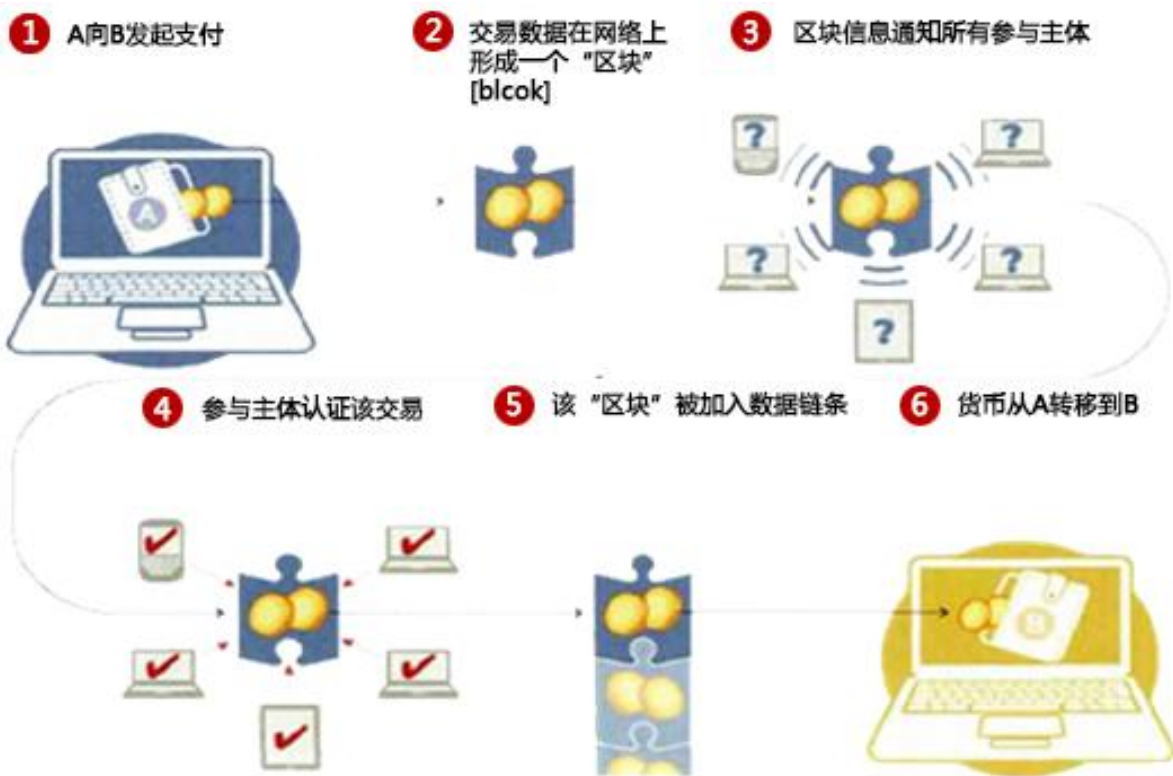 1 A向B发起支付
2 交易数据在网络上
形成一个“区块”
[blcok]
3 区块信息通知所有参与主体
? ?
? ?
?
4 参与主体认证该交易
5 该“区块”被加入数据链条
6 货币从A转移到B
A